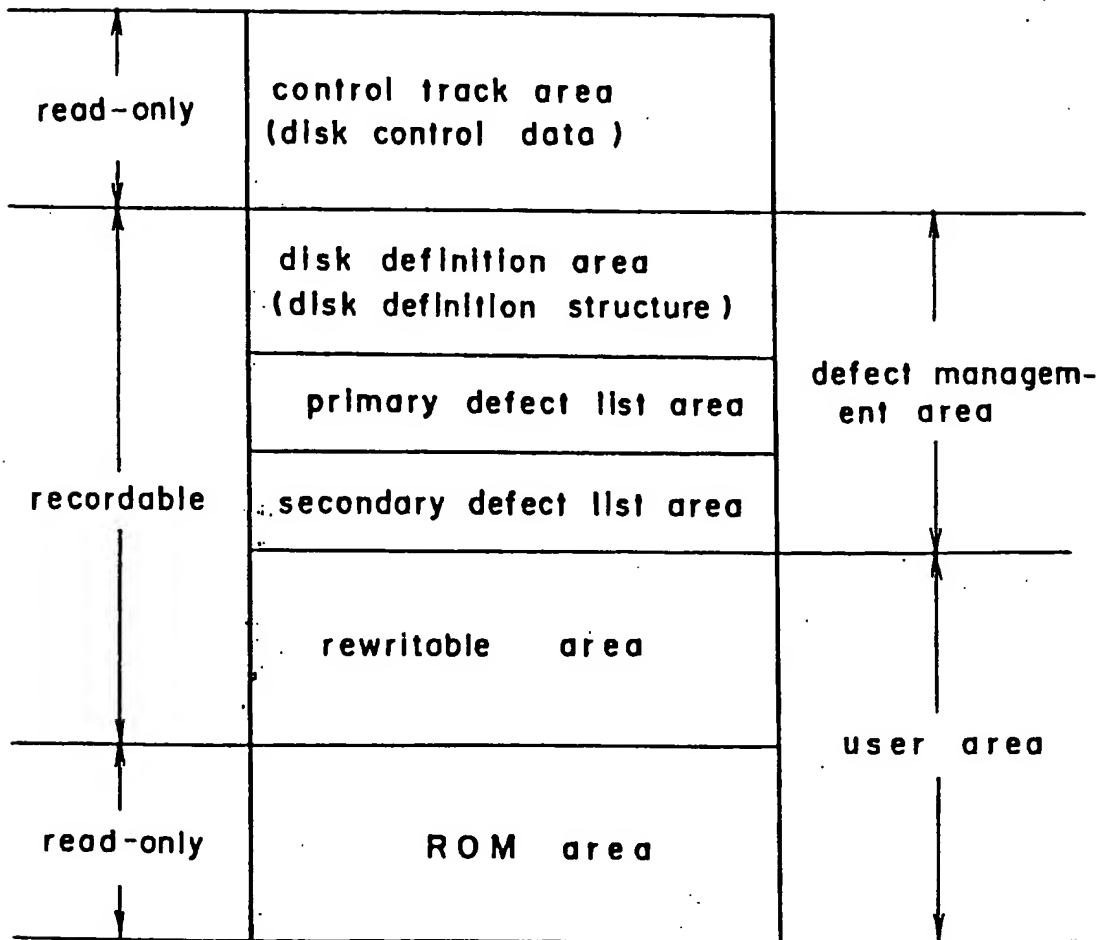 read-only
control track area
(disk control data)
disk definition area
(disk definition structure)
primary defect list area
defect managem-
ent area
recordable
secondary defect list area
rewritable area
user area
read-only
ROM area